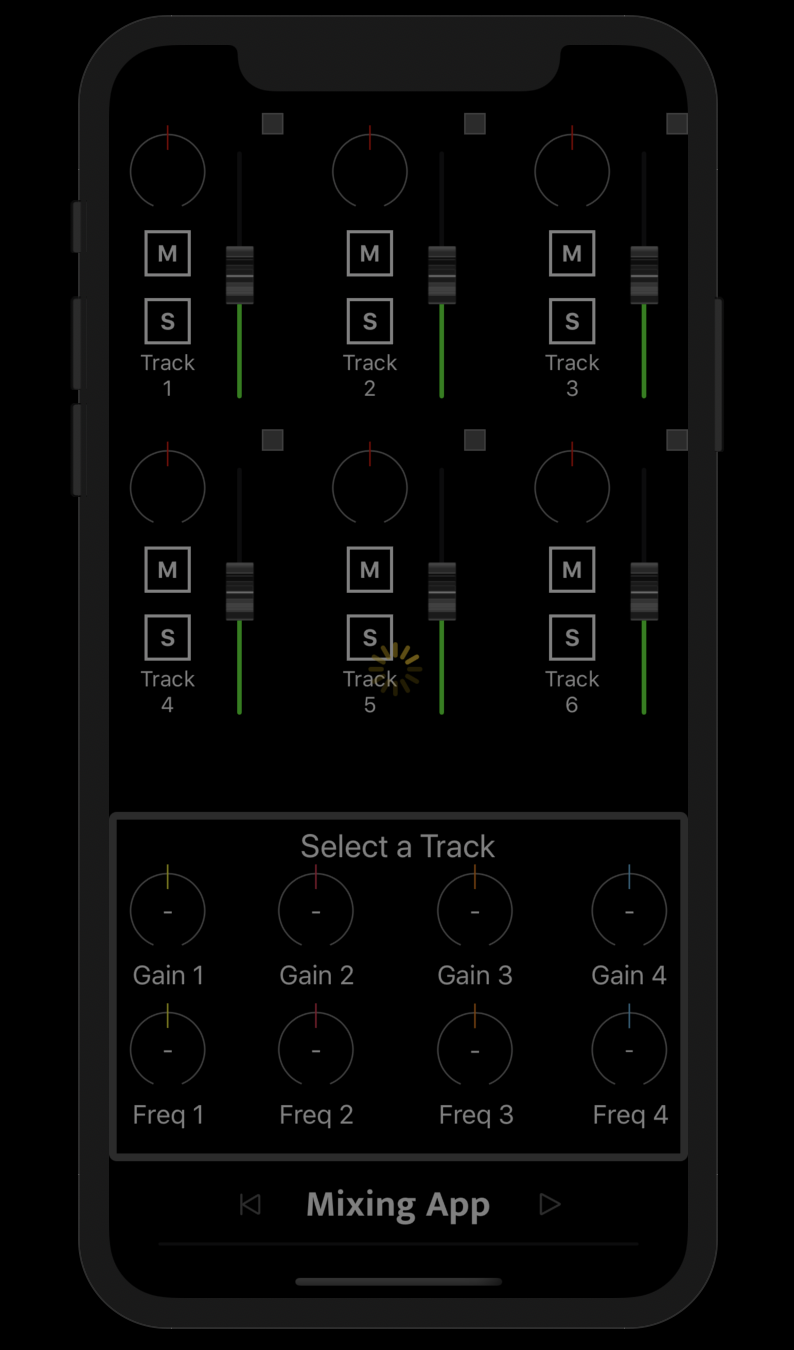 M M M
S S S
Track Track Track
1 2 3
M M M
S S S
Track Track Track
4 5 6
Select a Track
- - - -
Gain 1 Gain 2 Gain 3 Gain 4
- - - -
Freq 1 Freq 2 Freq 3 Freq 4
Mixing App